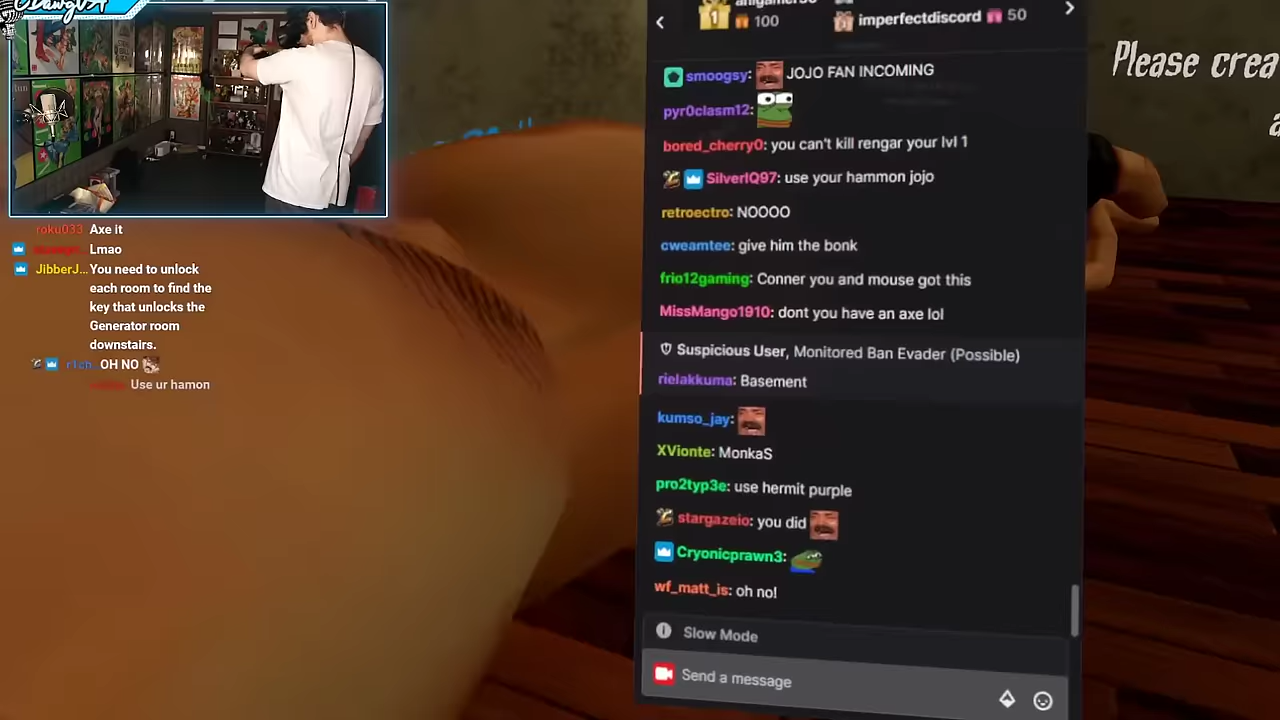 CDawgVA
roku033 Axe it
Lmao
JibberJ... You need to unlock
each room to find the
key that unlocks the
Generator room
downstairs.
OH NO
Use ur hamon
100
imperfectdiscord 50
smoogsy: JOJO FAN INCOMING
pyr0clasm12:
bored_cherry0: you can't kill rengar your lvl 1
SilverIQ97: use your hammon jojo
retroectro: NOOOO
cweamtee: give him the bonk
frio12gaming: Conner you and mouse got this
MissMango1910: dont you have an axe lol
Suspicious User, Monitored Ban Evader (Possible)
rielakkuma: Basement
kumso_jay:
XVionte: MonkaS
pro2typ3e: use hermit purple
stargazeio: you did
Cryonicprawn3:
wf_matt_is: oh no!
Slow Mode
Send a message
Please crea